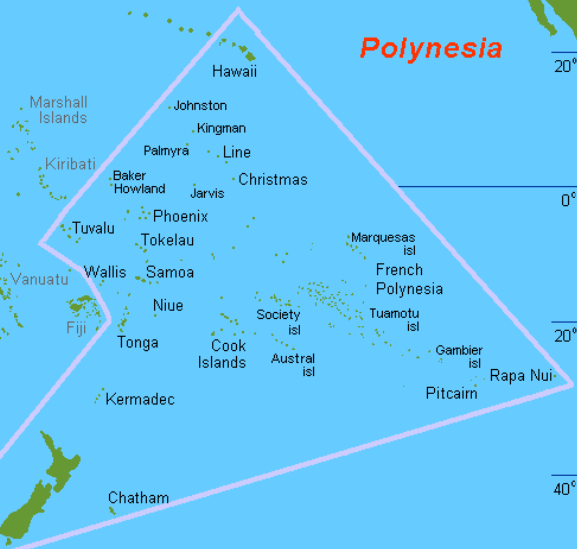 Polynesia
20°
Hawaii
Marshall
Islands
Johnston
Kingman
Palmyra
Line
Kiribati
Baker
Howland
Christmas
Jarvis
0°
Phoenix
Tuvalu
Tokelau
Marquesas
isl
Vanuatu
Wallis
Samoa
French
Polynesia
Niue
Society
isl
Tuamotu
isl
Fiji
Tonga
Cook
Islands
Austral
isl
20°
Gambier
isl
Rapa Nui
Pitcairn
Kermadec
Chatham
40°